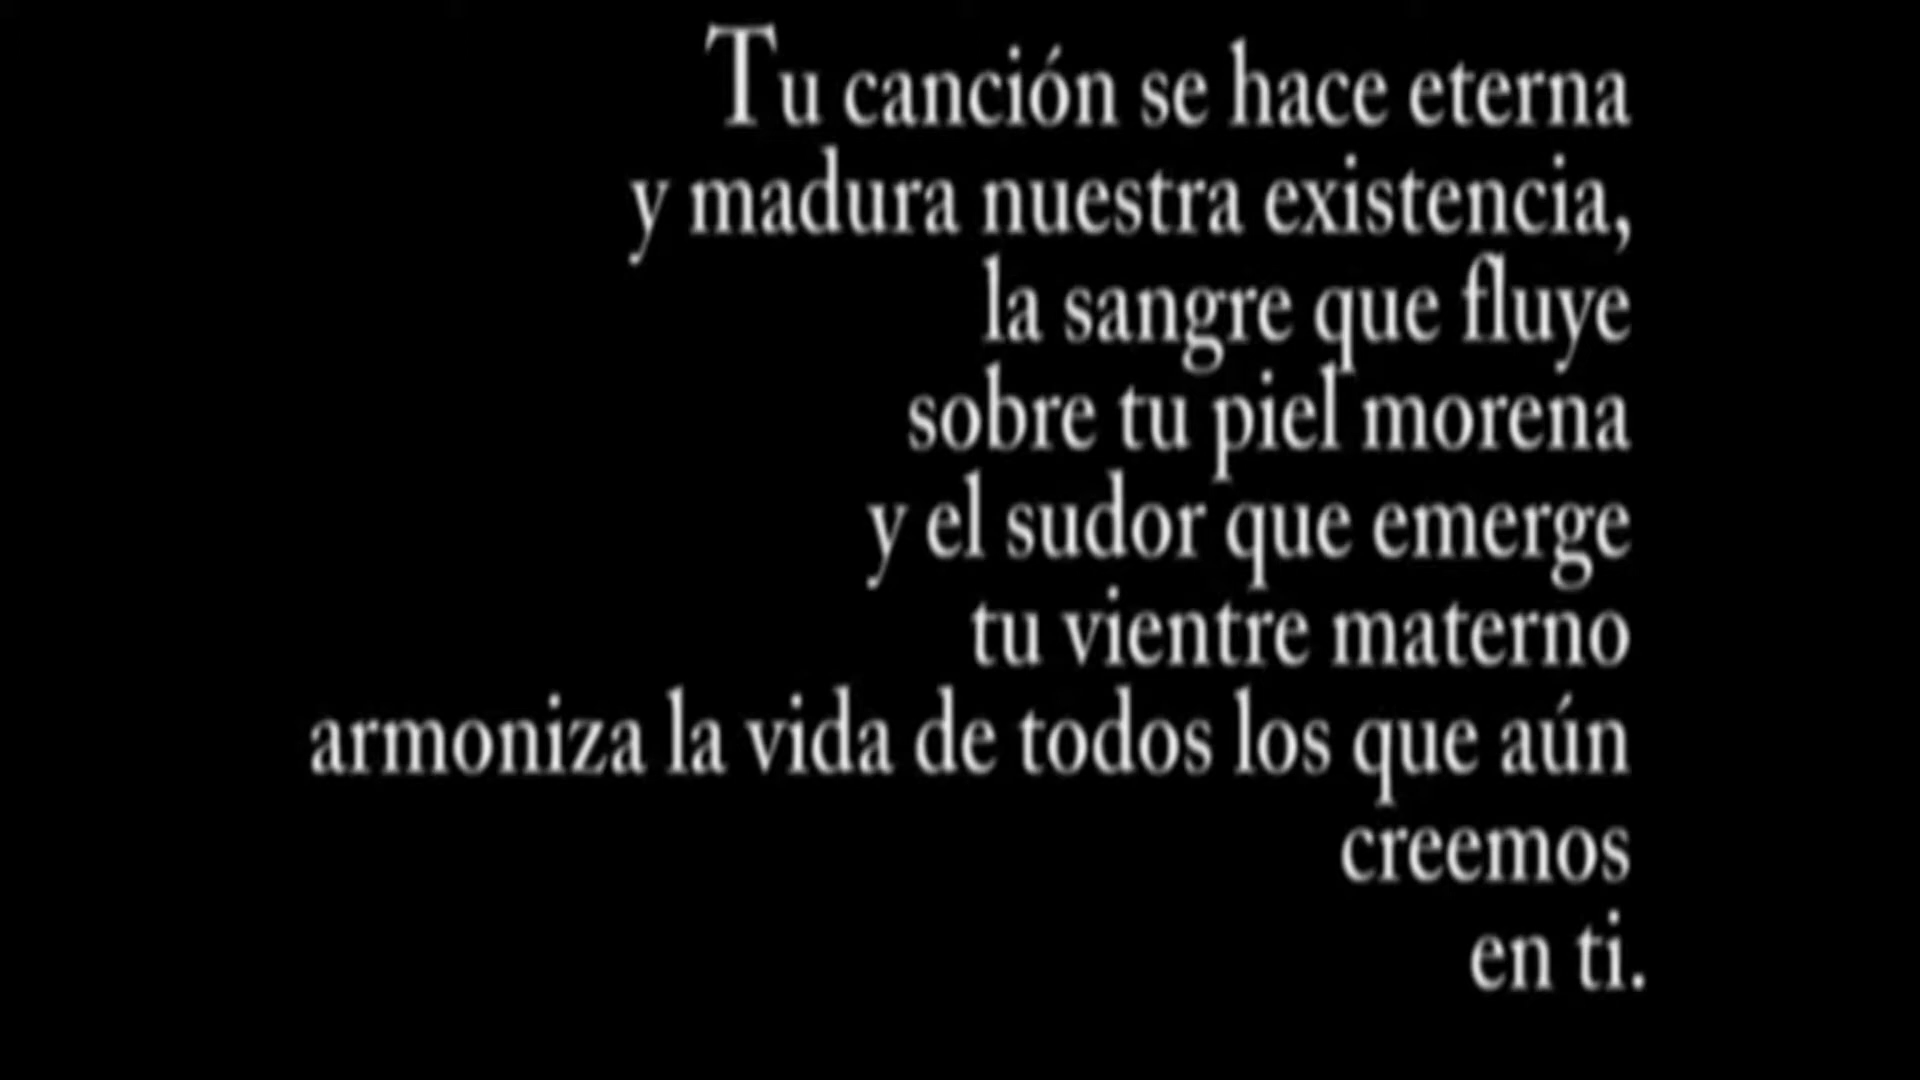 Tu canción se hace eterna
y madura nuestra existencia,
la sangre que fluye
sobre tu piel morena
y el sudor que emerge
tu vientre materno
armoniza la vida de todos los que aún
creemos
en ti.